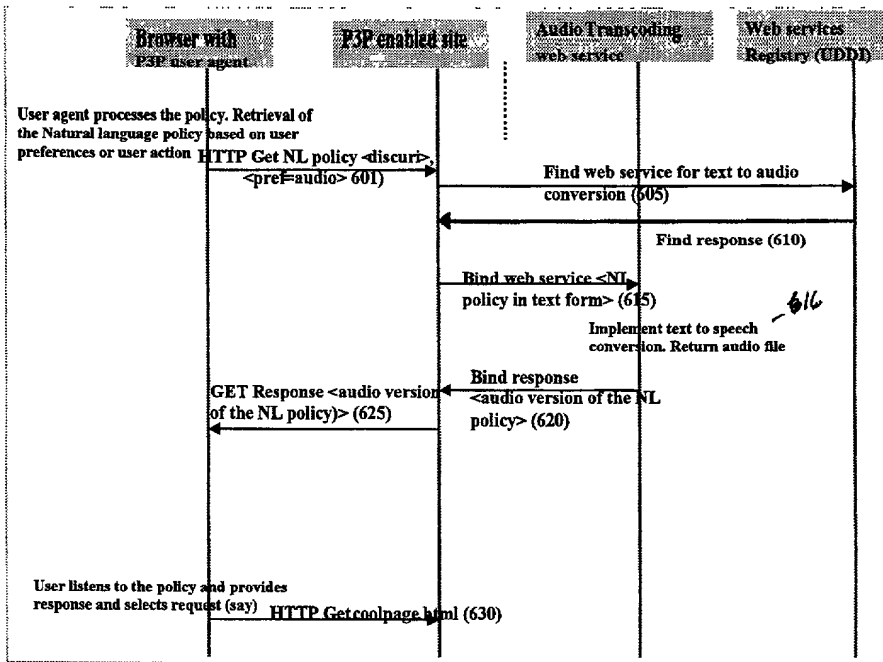 Browser with
P3P user agent
P3P enabled site
Audio Transcoding
web service
Web services
Registry (UDDI)
User agent processes the policy. Retrieval of
the Natural language policy based on user
preferences or user action
HTTP Get NL policy <discuri>,
<pref=audio> 601)
Find web service for text to audio
conversion (605)
Find response (610)
Bind web service <NL
policy in text form> (615)
616
Implement text to speech
conversion. Return audio file
Bind response
<audio version of the NL
policy> (620)
GET Response <audio version
of the NL policy)> (625)
User listens to the policy and provides
response and selects request (say)
HTTP Get coolpage.html (630)